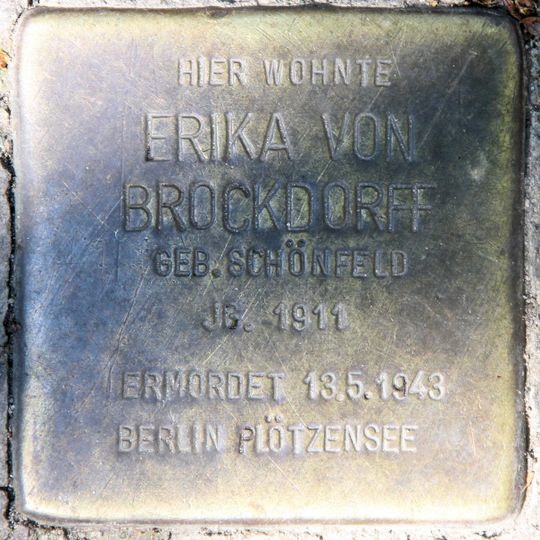 HIER WOHNTE
ERIKA VON
BROCKDORFF
GEB. SCHÖNFELD
JG. 1911
ERMORDET 13.5.1943
BERLIN PLÖTZENSEE